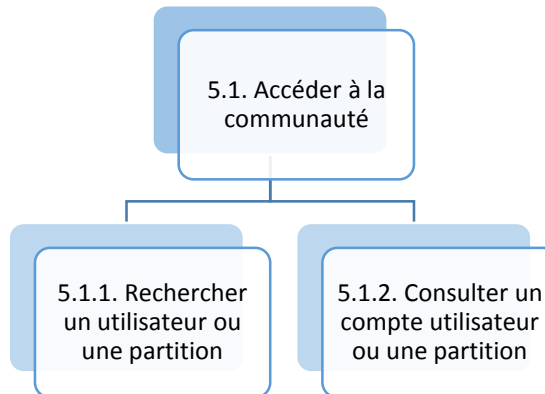 5.1. Accéder à la
communauté
5.1.1. Rechercher
un utilisateur ou
une partition
5.1.2. Consulter un
compte utilisateur
ou une partition